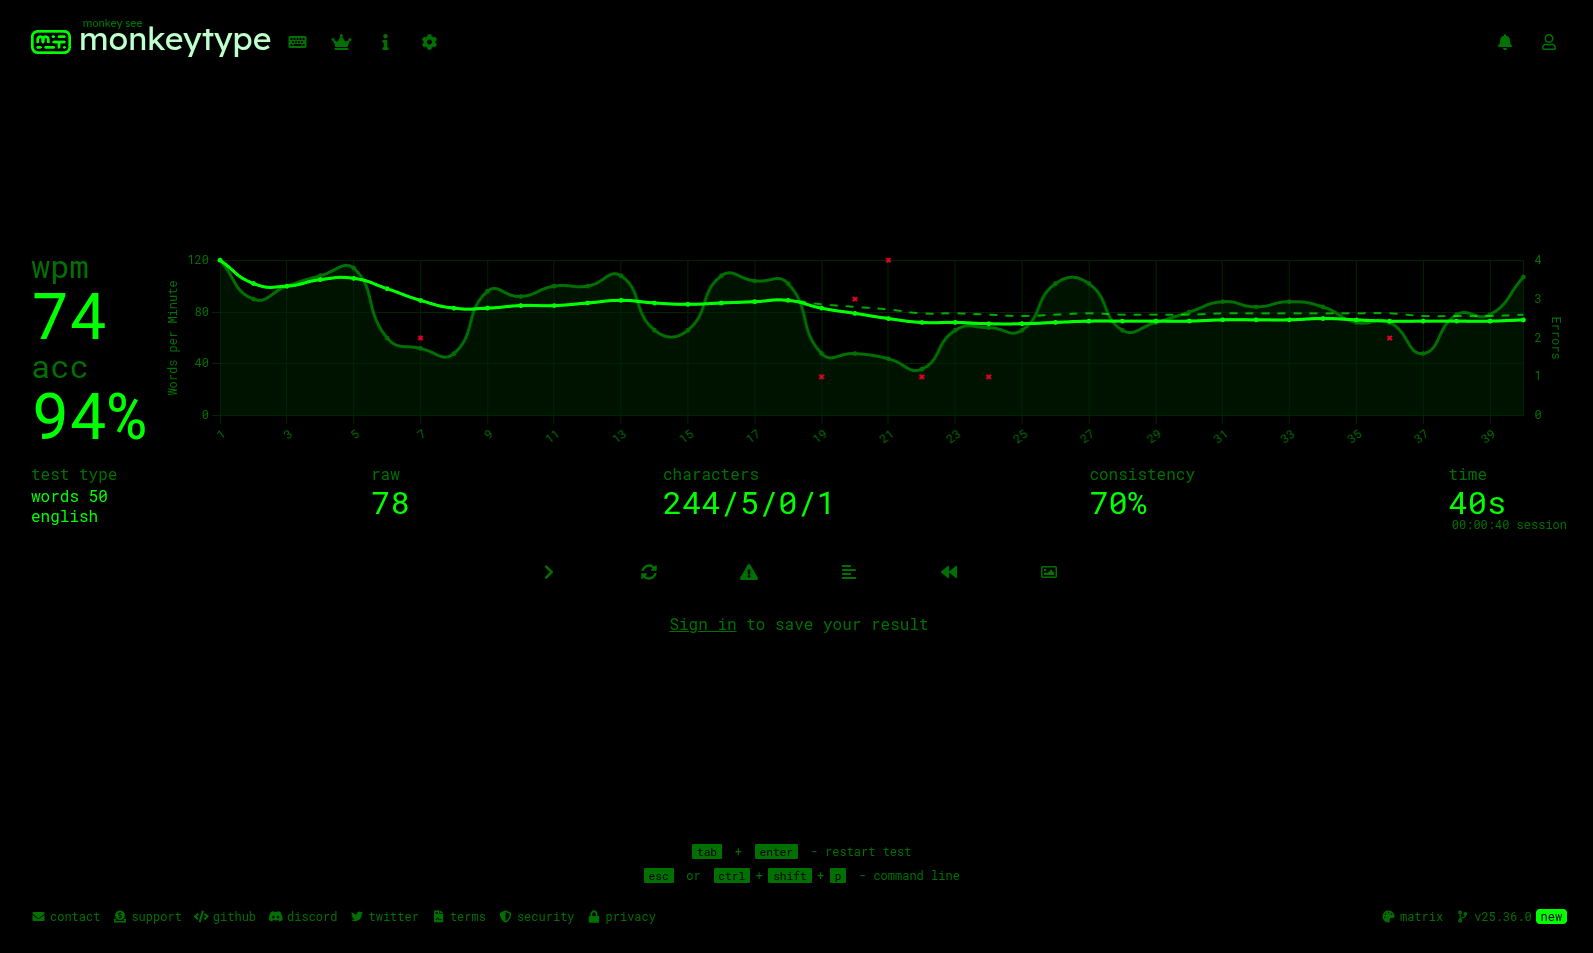 monkey see
monkeytype
wpm
74
acc
94%
Words per Minute
120
80
40
0
4
3
2
1
0
Errors
1 3 5 7 9 11 13 15 17 19 21 23 25 27 29 31 33 35 37 39
test type
words 50
english
raw
78
characters
244/5/0/1
consistency
70%
time
40s
00:00:40 session
Sign in to save your result
tab + enter - restart test
esc or ctrl + shift + p - command line
contact support github discord twitter terms security privacy matrix v25.36.0 new